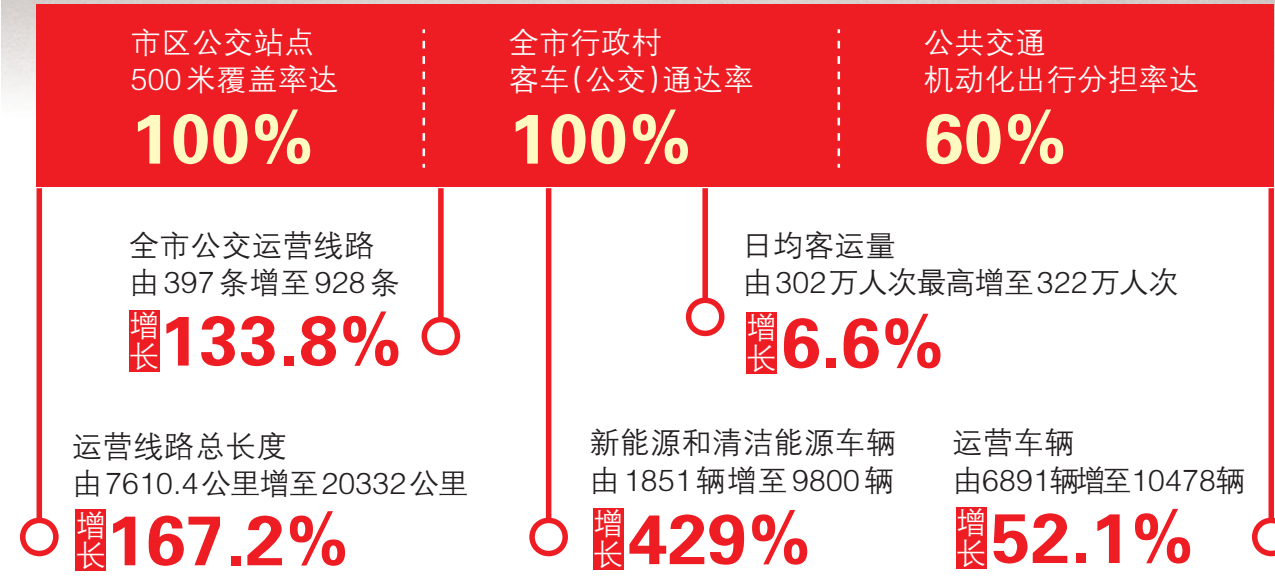 市区公交站点
500米覆盖率达
100%
全市行政村
客车(公交)通达率
100%
公共交通
机动化出行分担率达
60%
全市公交运营线路
由397条增至928条
增长133.8%
日均客运量
由302万人次最高增至322万人次
增长6.6%
运营线路总长度
由7610.4公里增至20332公里
增长167.2%
新能源和清洁能源车辆
由1851辆增至9800辆
增长429%
运营车辆
由6891辆增至10478辆
增长52.1%